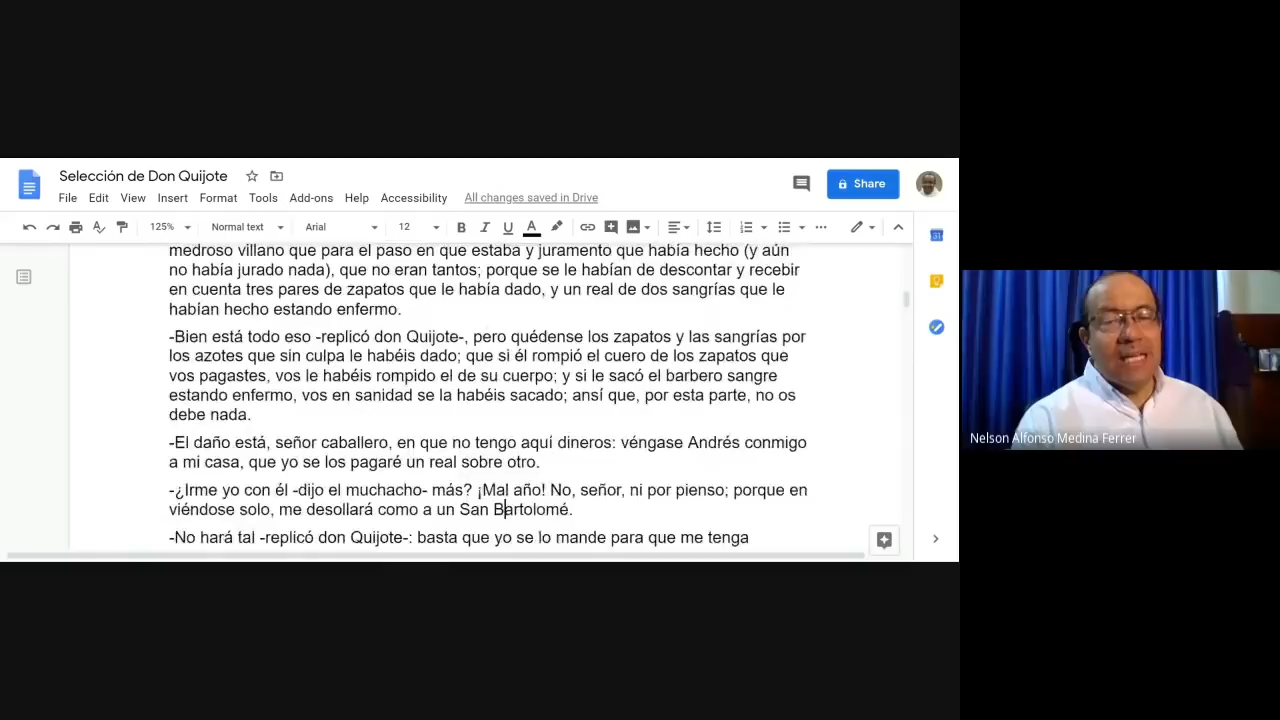 Selección de Don Quijote
File Edit View Insert Format Tools Add-ons Help Accessibility All changes saved in Drive
Share
125% Normal text Arial 12 B I U A
medroso villano que para el paso en que estaba y juramento que había hecho (y aún
no había jurado nada), que no eran tantos; porque se le habían de descontar y recebir
en cuenta tres pares de zapatos que le había dado, y un real de dos sangrías que le
habían hecho estando enfermo.
-Bien está todo eso -replicó don Quijote-, pero quédense los zapatos y las sangrías por
los azotes que sin culpa le habéis dado; que si él rompió el cuero de los zapatos que
vos pagastes, vos le habéis rompido el de su cuerpo; y si le sacó el barbero sangre
estando enfermo, vos en sanidad se la habéis sacado; ansí que, por esta parte, no os
debe nada.
-El daño está, señor caballero, en que no tengo aquí dineros: véngase Andrés conmigo
a mi casa, que yo se los pagaré un real sobre otro.
-¿Irme yo con él -dijo el muchacho- más? ¡Mal año! No, señor, ni por pienso; porque en
viéndose solo, me desollará como a un San Bartolomé.
-No hará tal -replicó don Quijote-: basta que yo se lo mande para que me tenga
Nelson Alfonso Medina Ferrer